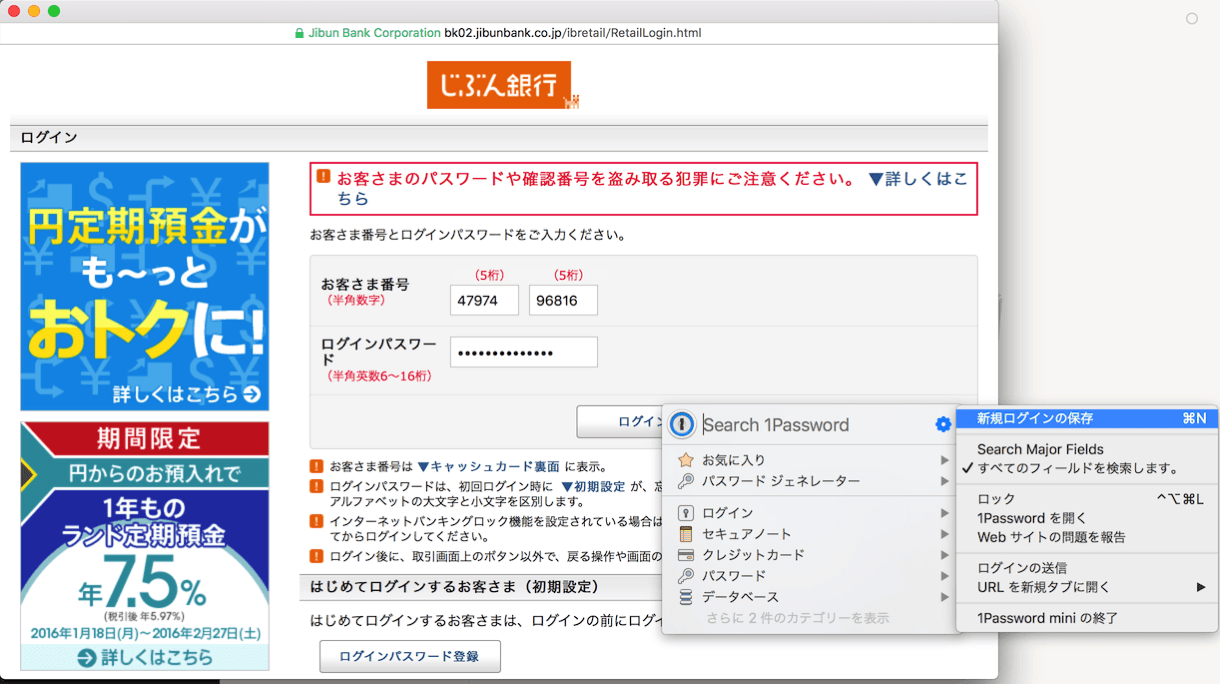 Jibun Bank Corporation bk02.jibunbank.co.jp/ibretail/RetailLogin.html
じぶん銀行
ログイン
円定期預金が
も〜っと
おトクに!
詳しくはこちら
期間限定
円からのお預入れで
1年もの
ランド定期預金
年7.5%
(税引後 年5.97%)
2016年1月18日(月)〜2016年2月27日(土)
詳しくはこちら
お客さまのパスワードや確認番号を盗み取る犯罪にご注意ください。 ▼詳しくはこ
ちら
お客さま番号とログインパスワードをご入力ください。
(5桁) (5桁)
お客さま番号
(半角数字)
47974 96816
ログインパスワー
ド
(半角英数6〜16桁)
••••••••••••••
ログイン
お客さま番号は ▼キャッシュカード裏面 に表示。
ログインパスワードは、初回ログイン時に ▼初期設定 が、
アルファベットの大文字と小文字を区別します。
インターネットバンキングロック機能を設定されている場合は
てからログインしてください。
ログイン後に、取引画面上のボタン以外で、戻る操作や画面の
はじめてログインするお客さま（初期設定）
はじめてログインするお客さまは、ログインの前にログイ
ログインパスワード登録
Search 1Password
お気に入り
パスワード ジェネレーター
ログイン
セキュアノート
クレジットカード
パスワード
データベース
さらに 2 件のカテゴリーを表示
新規ログインの保存 ⌘N
Search Major Fields
✓すべてのフィールドを検索します。
ロック ^⌥⌘L
1Password を開く
Web サイトの問題を報告
ログインの送信
URL を新規タブに開く
1Password mini の終了